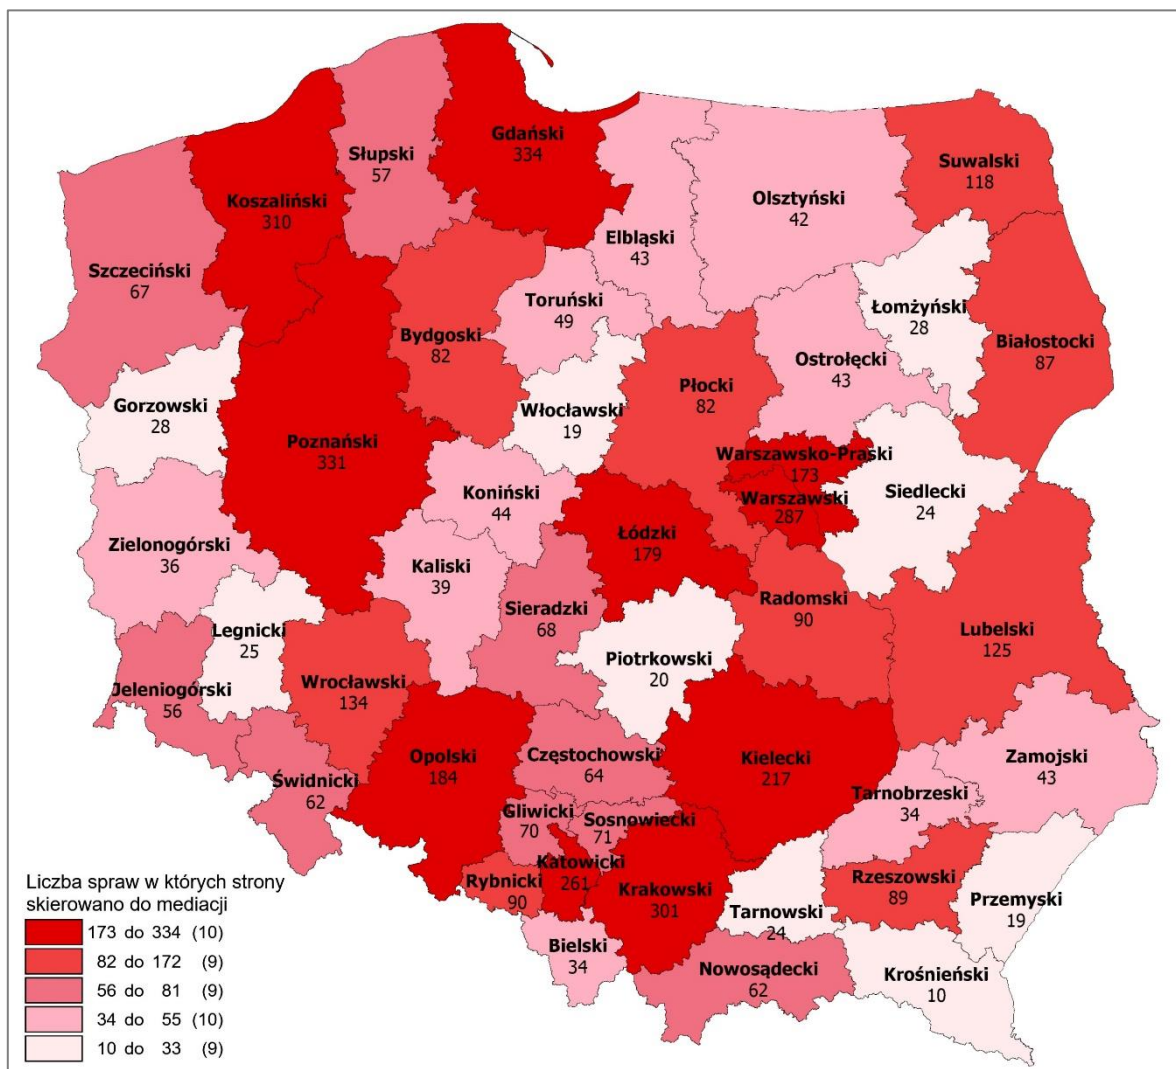 Gdański
334
Słupski
57
Koszaliński
310
Suwalski
118
Olsztyński
42
Elbląski
43
Szczeciński
67
Toruński
49
Łomżyński
28
Bydgoski
82
Białostocki
87
Ostrołęcki
43
Płocki
82
Gorzowski
28
Włocławski
19
Poznański
331
Warszawsko-Praski
173
Warszawski
287
Siedlecki
24
Koniński
44
Łódzki
179
Zielonogórski
36
Kaliski
39
Sieradzki
68
Radomski
90
Lubelski
125
Legnicki
25
Piotrkowski
20
Wrocławski
134
Jeleniogórski
56
Opolski
184
Częstochowski
64
Kielecki
217
Zamojski
43
Świdnicki
62
Tarnobrzeski
34
Gliwicki
70
Sosnowiecki
71
Katowicki
261
Rybnicki
90
Krakowski
301
Tarnowski
24
Rzeszowski
89
Przemyski
19
Bielski
34
Nowosądecki
62
Krośnieński
10
Liczba spraw w których strony
skierowano do mediacji
173 do 334 (10)
82 do 172 (9)
56 do 81 (9)
34 do 55 (10)
10 do 33 (9)